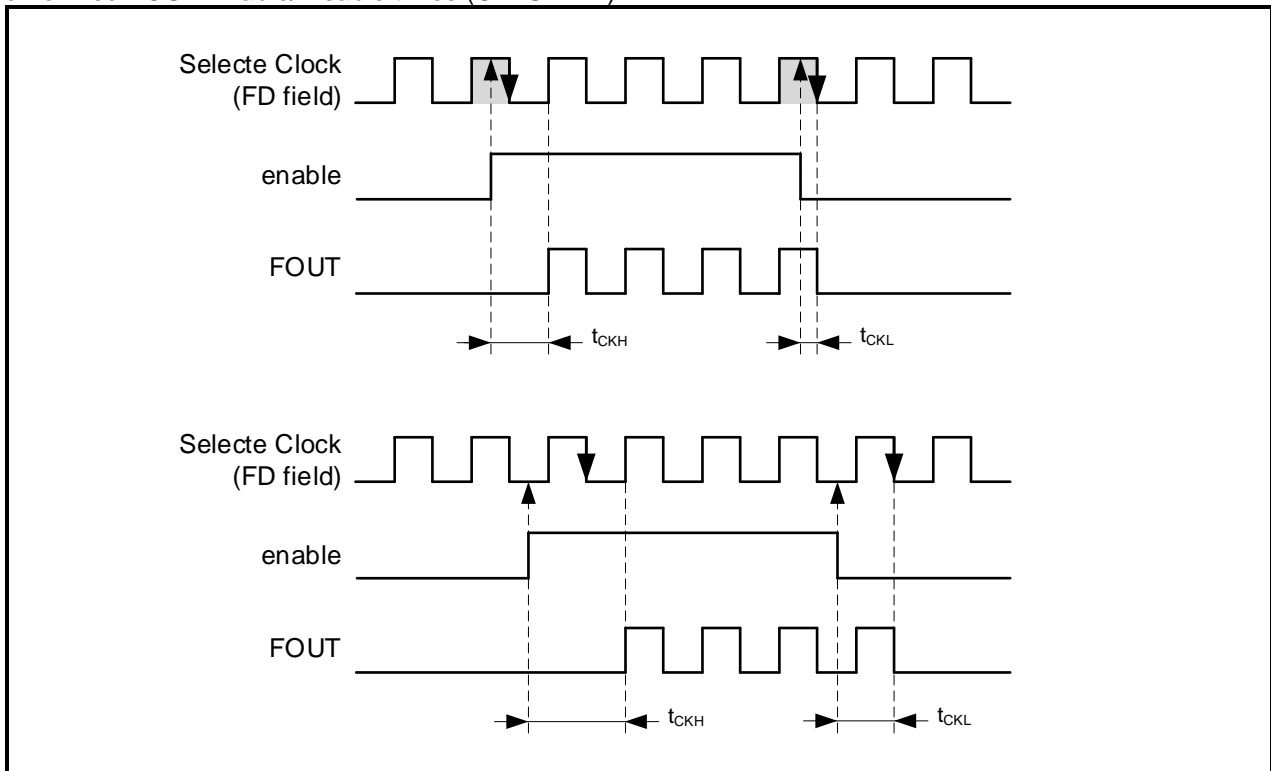 Selecte Clock
(FD field)
enable
FOUT
tCKH
tCKL
Selecte Clock
(FD field)
enable
FOUT
tCKH
tCKL